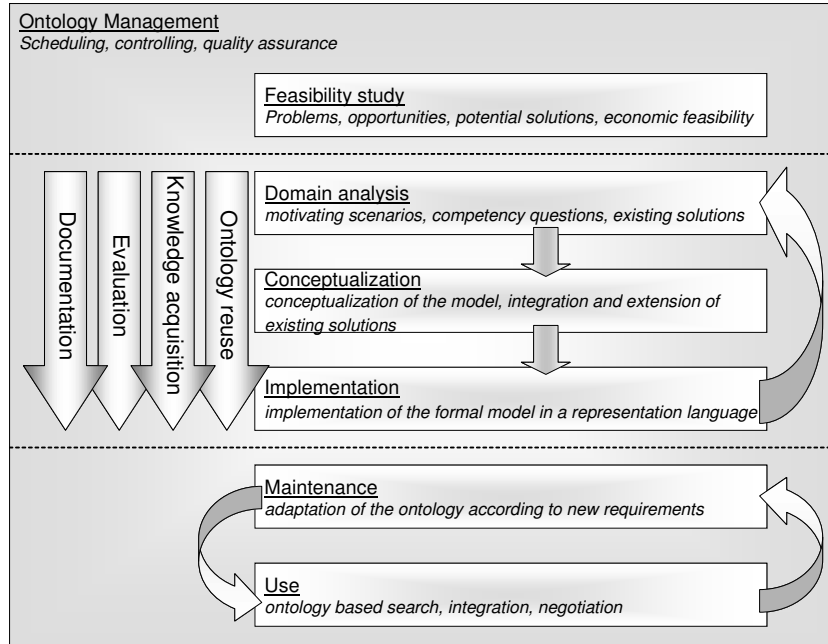 Ontology Management
Scheduling, controlling, quality assurance
Feasibility study
Problems, opportunities, potential solutions, economic feasibility
Documentation
Evaluation
Knowledge acquisition
Ontology reuse
Domain analysis
motivating scenarios, competency questions, existing solutions
Conceptualization
conceptualization of the model, integration and extension of
existing solutions
Implementation
implementation of the formal model in a representation language
Maintenance
adaptation of the ontology according to new requirements
Use
ontology based search, integration, negotiation